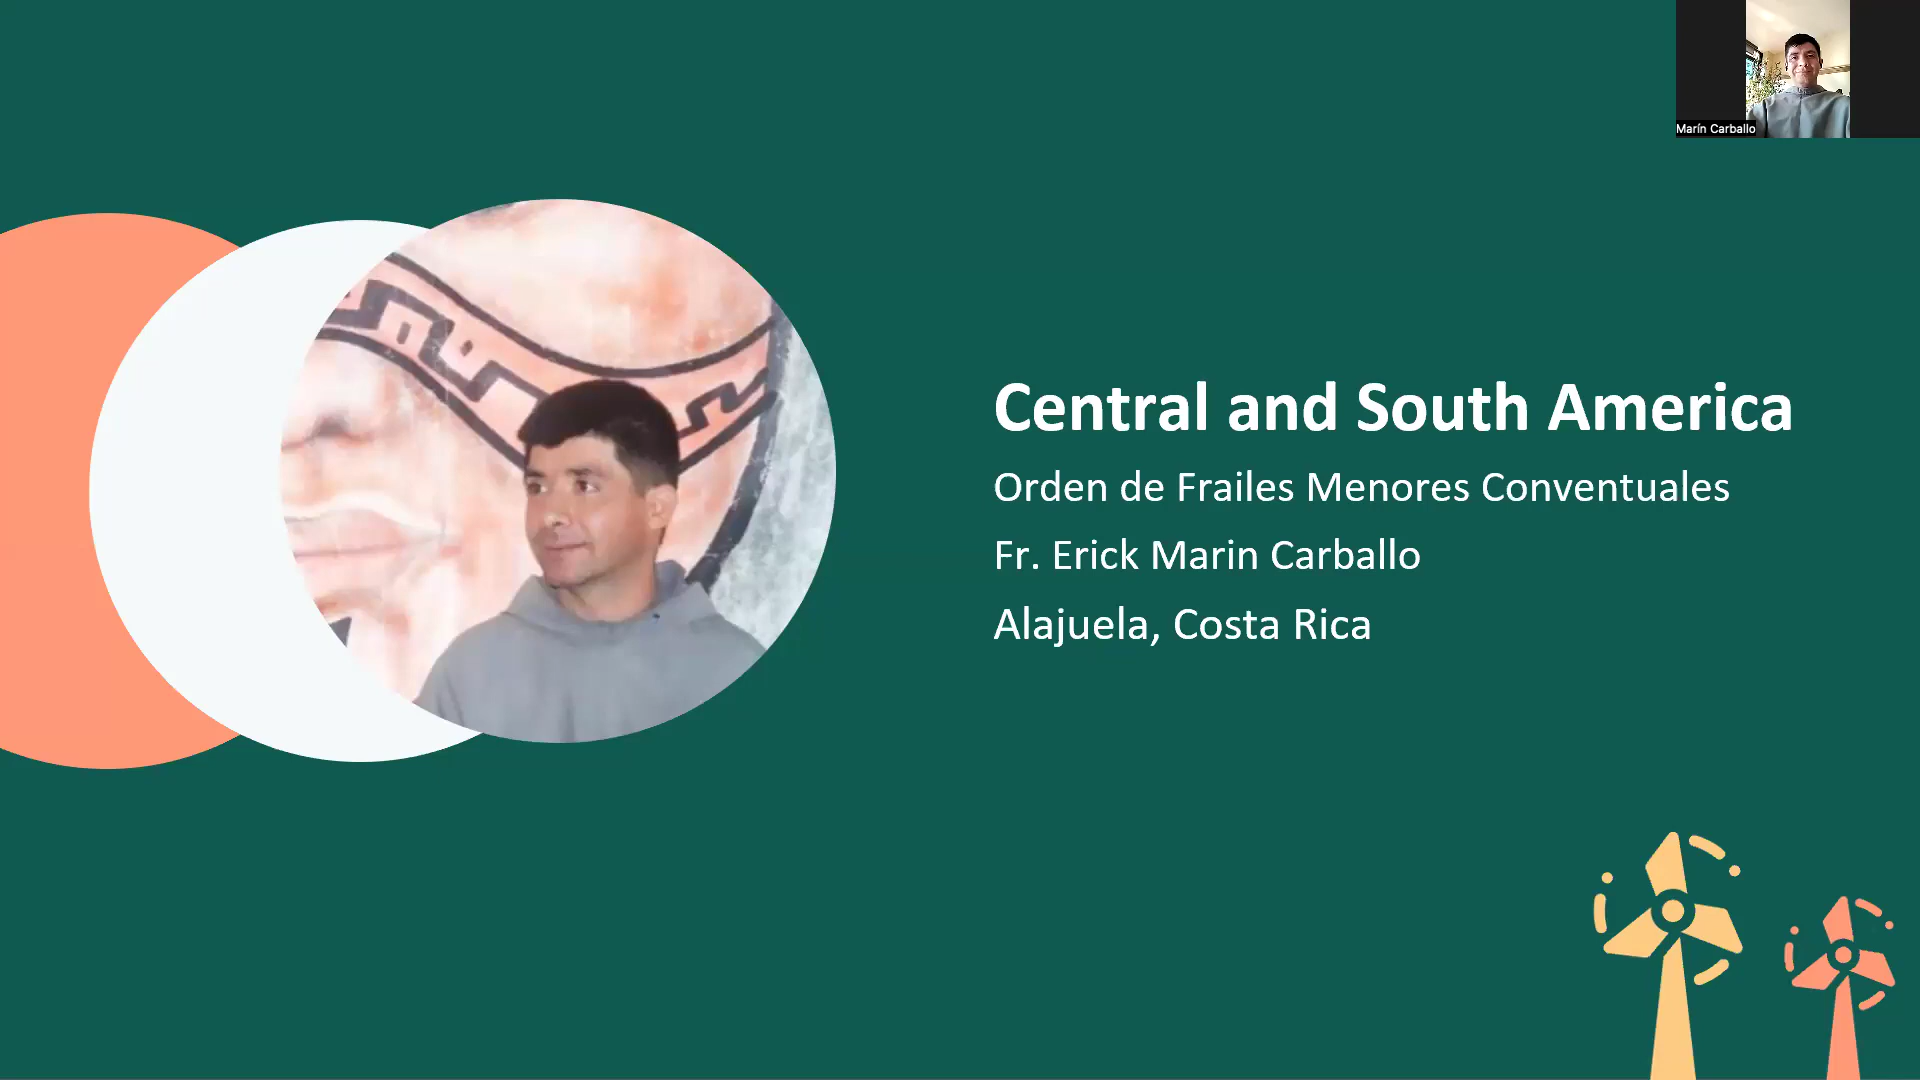 Marín Carballo
Central and South America
Orden de Frailes Menores Conventuales
Fr. Erick Marin Carballo
Alajuela, Costa Rica